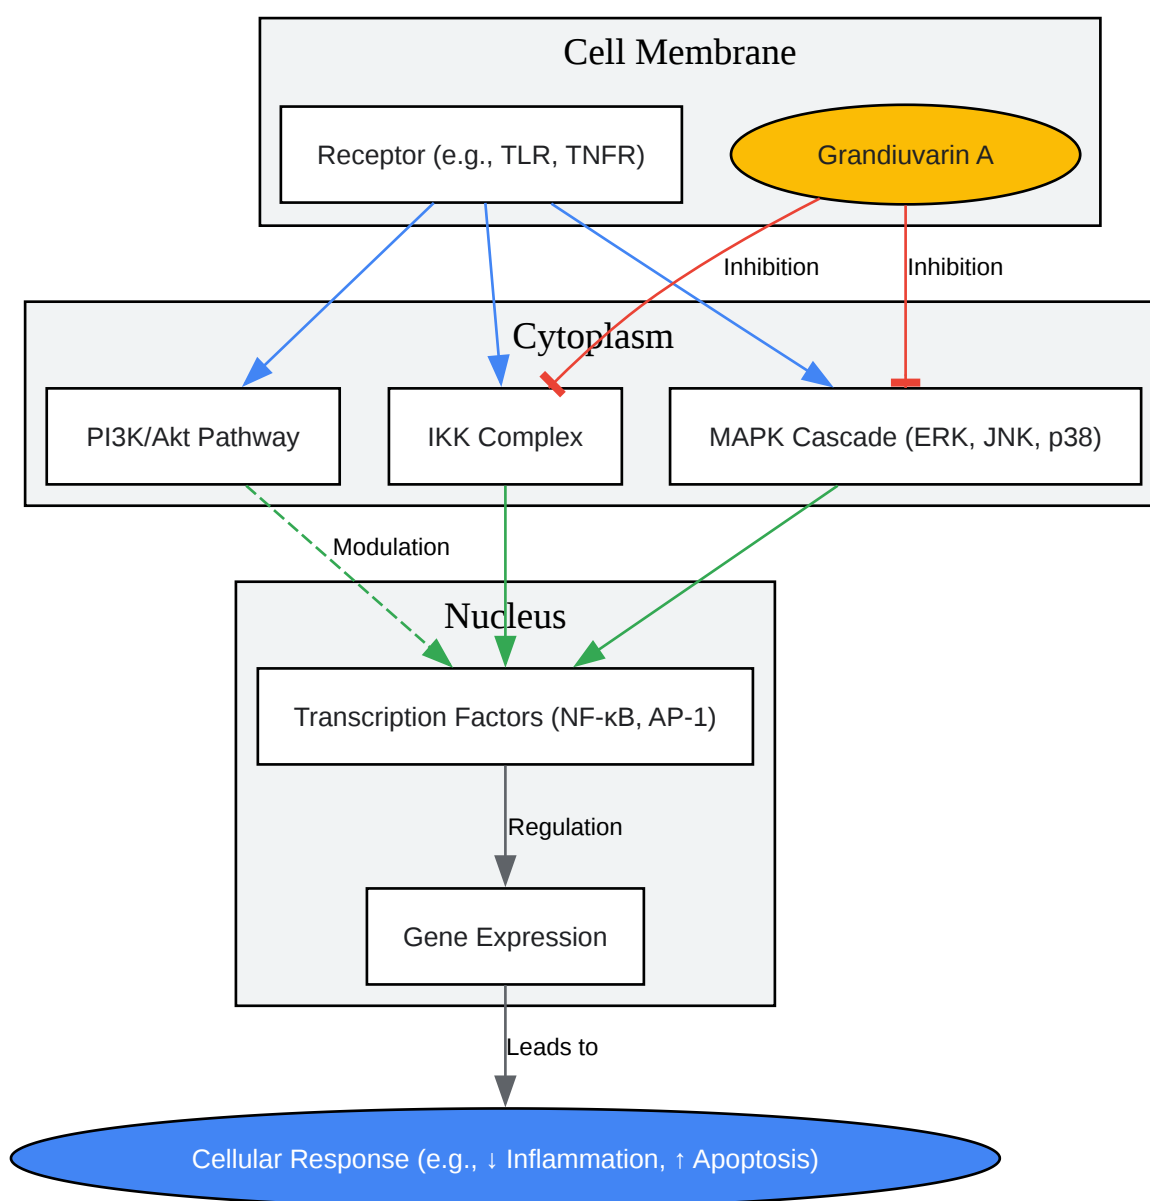 Cell Membrane
Receptor (e.g., TLR, TNFR)
Grandiuvarin A
Inhibition
Inhibition
Cytoplasm
PI3K/Akt Pathway
IKK Complex
MAPK Cascade (ERK, JNK, p38)
Modulation
Nucleus
Transcription Factors (NF-κB, AP-1)
Regulation
Gene Expression
Leads to
Cellular Response (e.g., ↓ Inflammation, ↑ Apoptosis)